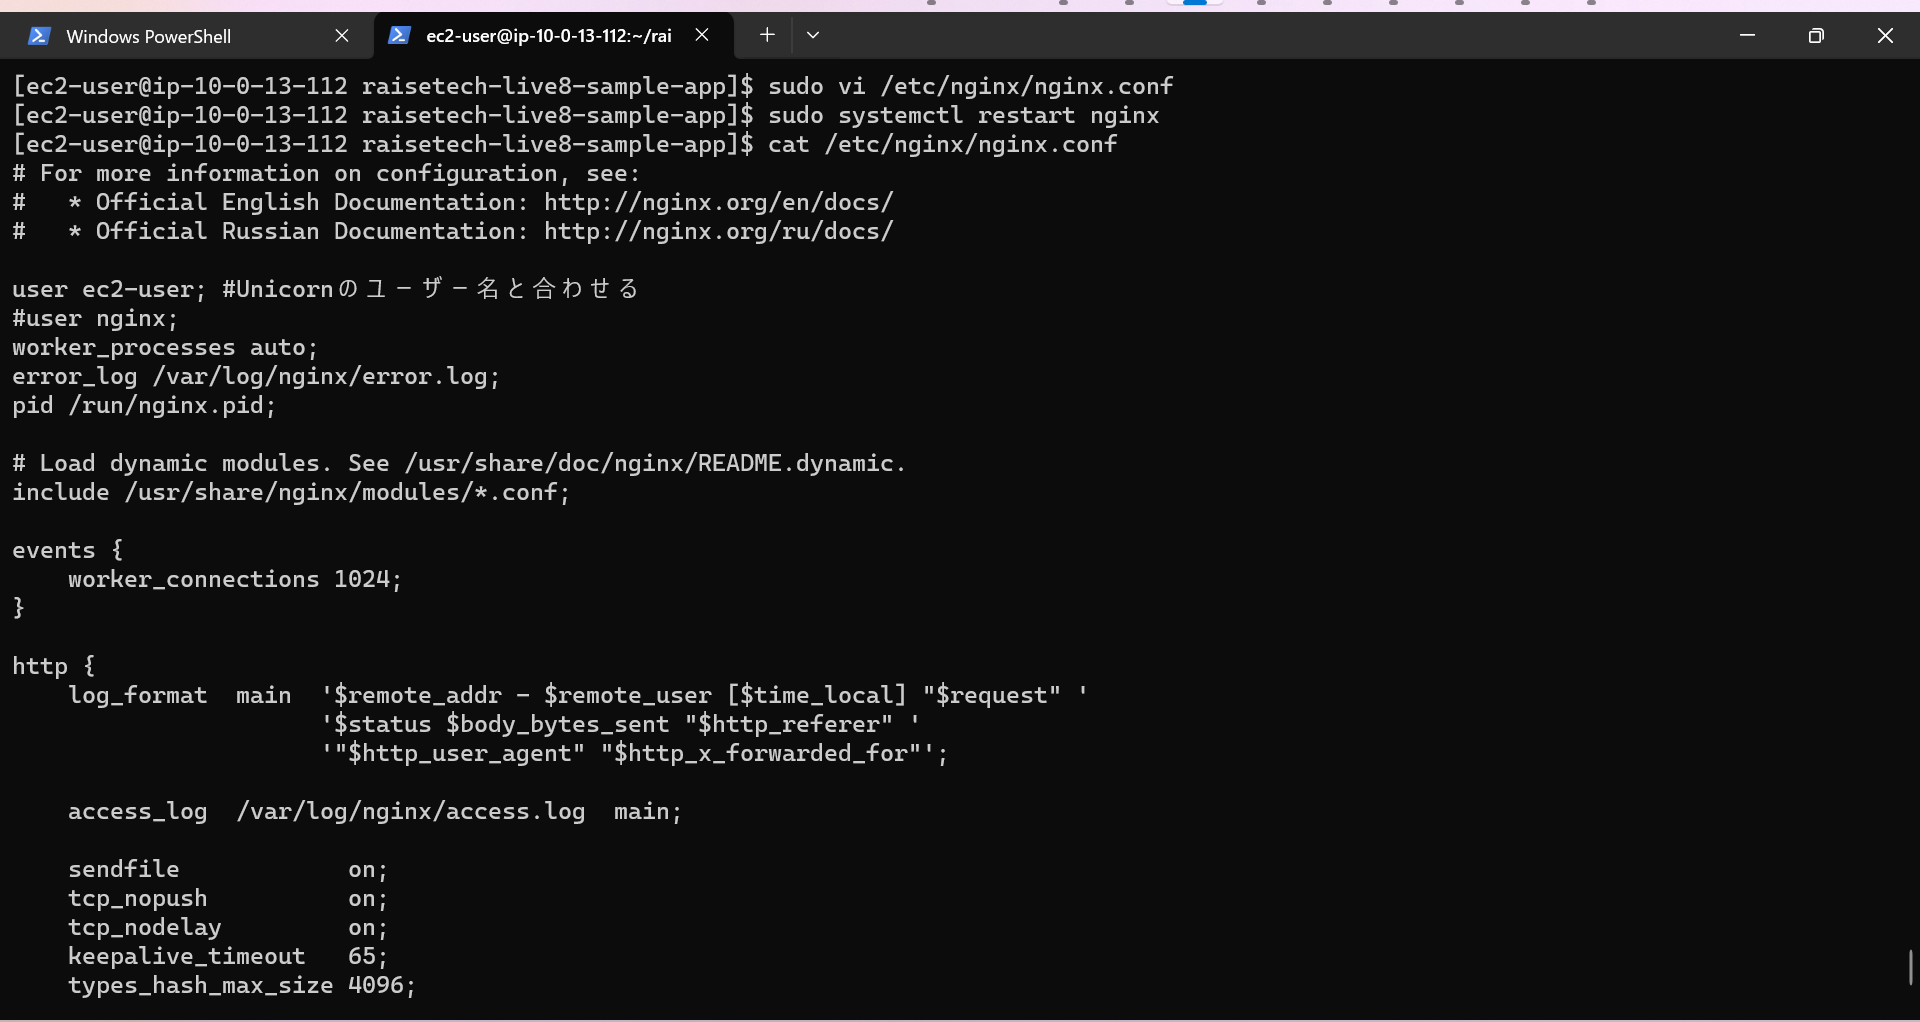 Windows PowerShell
ec2-user@ip-10-0-13-112:~/rai
[ec2-user@ip-10-0-13-112 raisetech-live8-sample-app]$ sudo vi /etc/nginx/nginx.conf
[ec2-user@ip-10-0-13-112 raisetech-live8-sample-app]$ sudo systemctl restart nginx
[ec2-user@ip-10-0-13-112 raisetech-live8-sample-app]$ cat /etc/nginx/nginx.conf
# For more information on configuration, see:
#   * Official English Documentation: http://nginx.org/en/docs/
#   * Official Russian Documentation: http://nginx.org/ru/docs/
user ec2-user; #Unicornのユーザー名と合わせる
#user nginx;
worker_processes auto;
error_log /var/log/nginx/error.log;
pid /run/nginx.pid;
# Load dynamic modules. See /usr/share/doc/nginx/README.dynamic.
include /usr/share/nginx/modules/*.conf;
events {
    worker_connections 1024;
}
http {
    log_format  main  '$remote_addr - $remote_user [$time_local] "$request" '
                      '$status $body_bytes_sent "$http_referer" '
                      '"$http_user_agent" "$http_x_forwarded_for"';
    access_log  /var/log/nginx/access.log  main;
    sendfile            on;
    tcp_nopush          on;
    tcp_nodelay         on;
    keepalive_timeout   65;
    types_hash_max_size 4096;